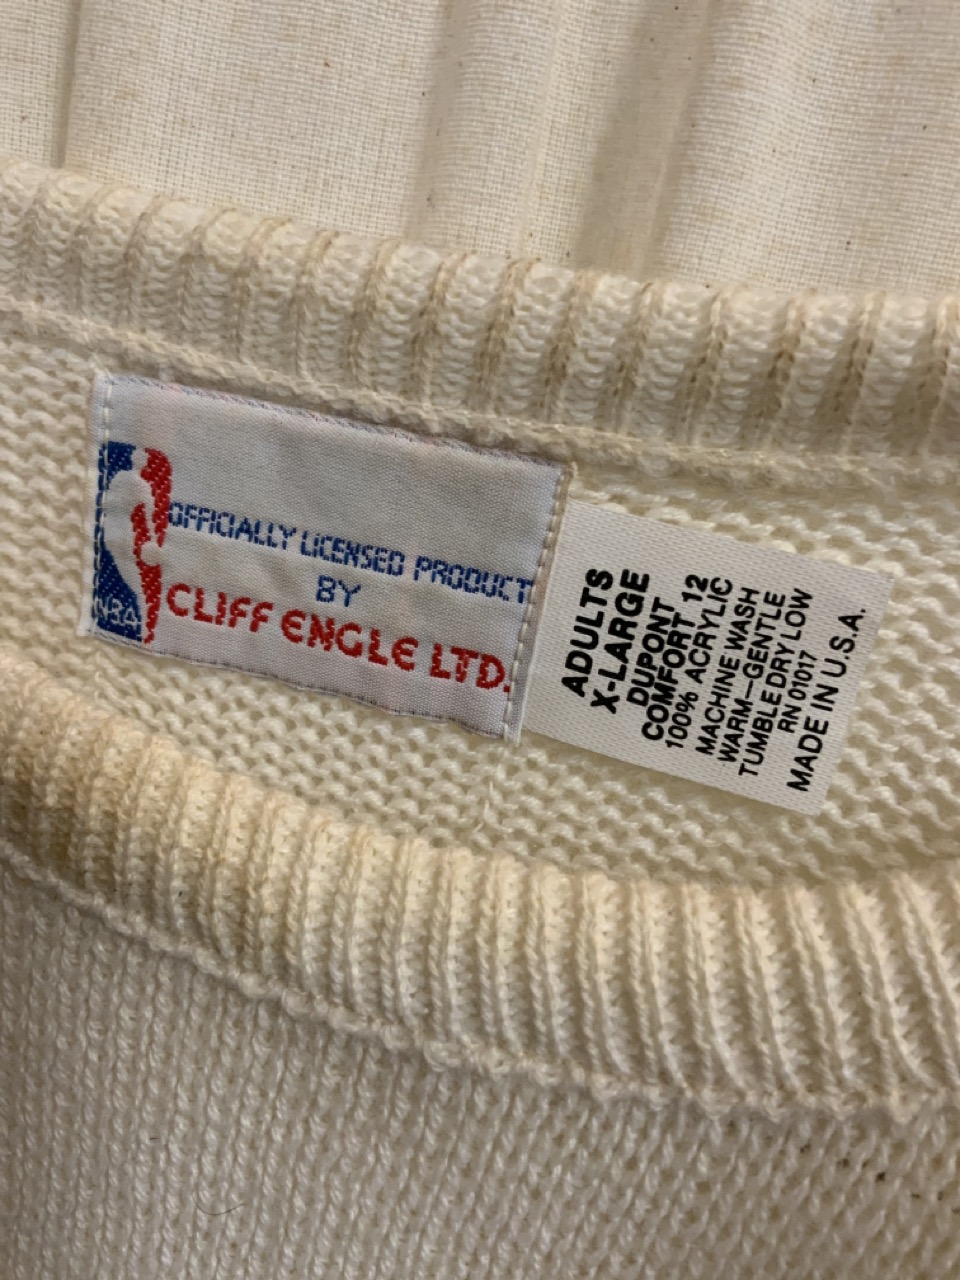 NBA
OFFICIALLY LICENSED PRODUCT
BY
CLIFF ENGLE LTD.
ADULTS
X-LARGE
DUPONT
COMFORT 12
100% ACRYLIC
MACHINE WASH
WARM—GENTLE
TUMBLE DRY LOW
RN 01017
MADE IN U.S.A.